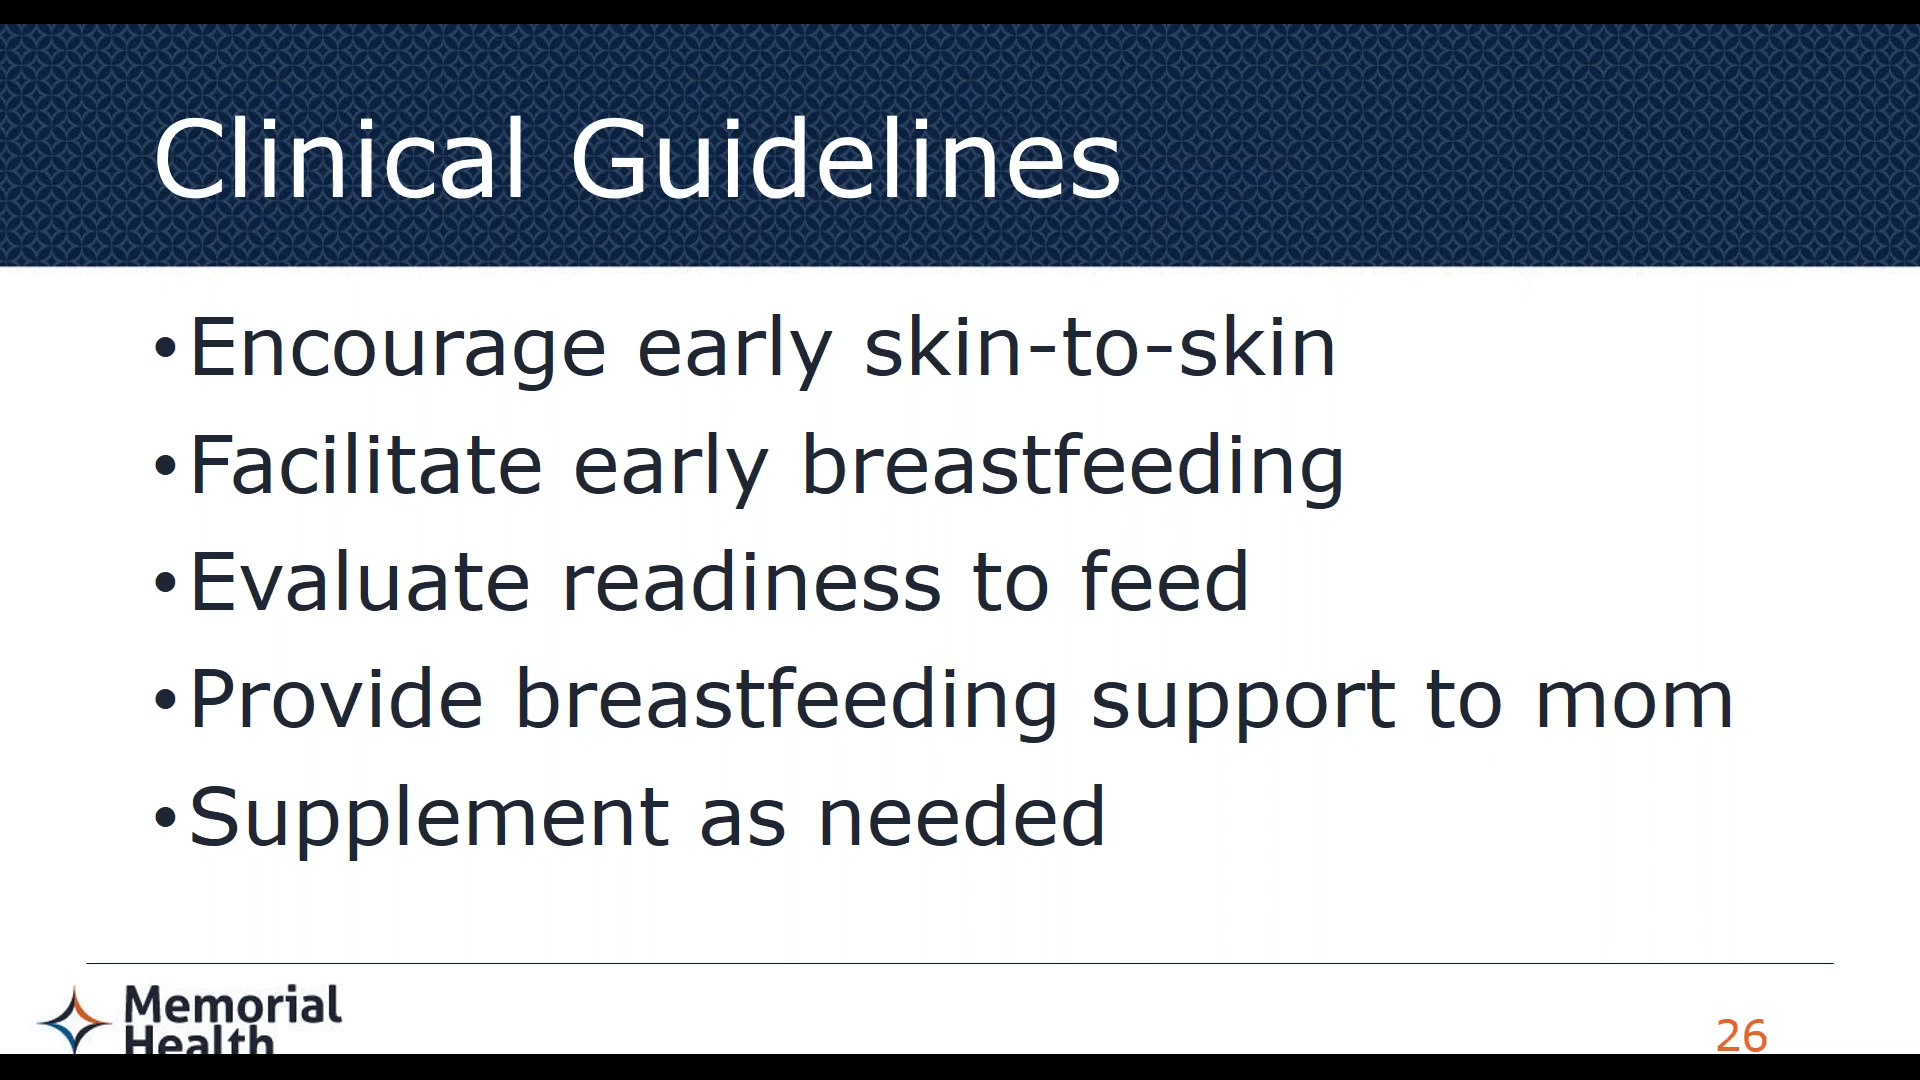 Clinical Guidelines
•Encourage early skin-to-skin
•Facilitate early breastfeeding
•Evaluate readiness to feed
•Provide breastfeeding support to mom
•Supplement as needed
Memorial
Health
26